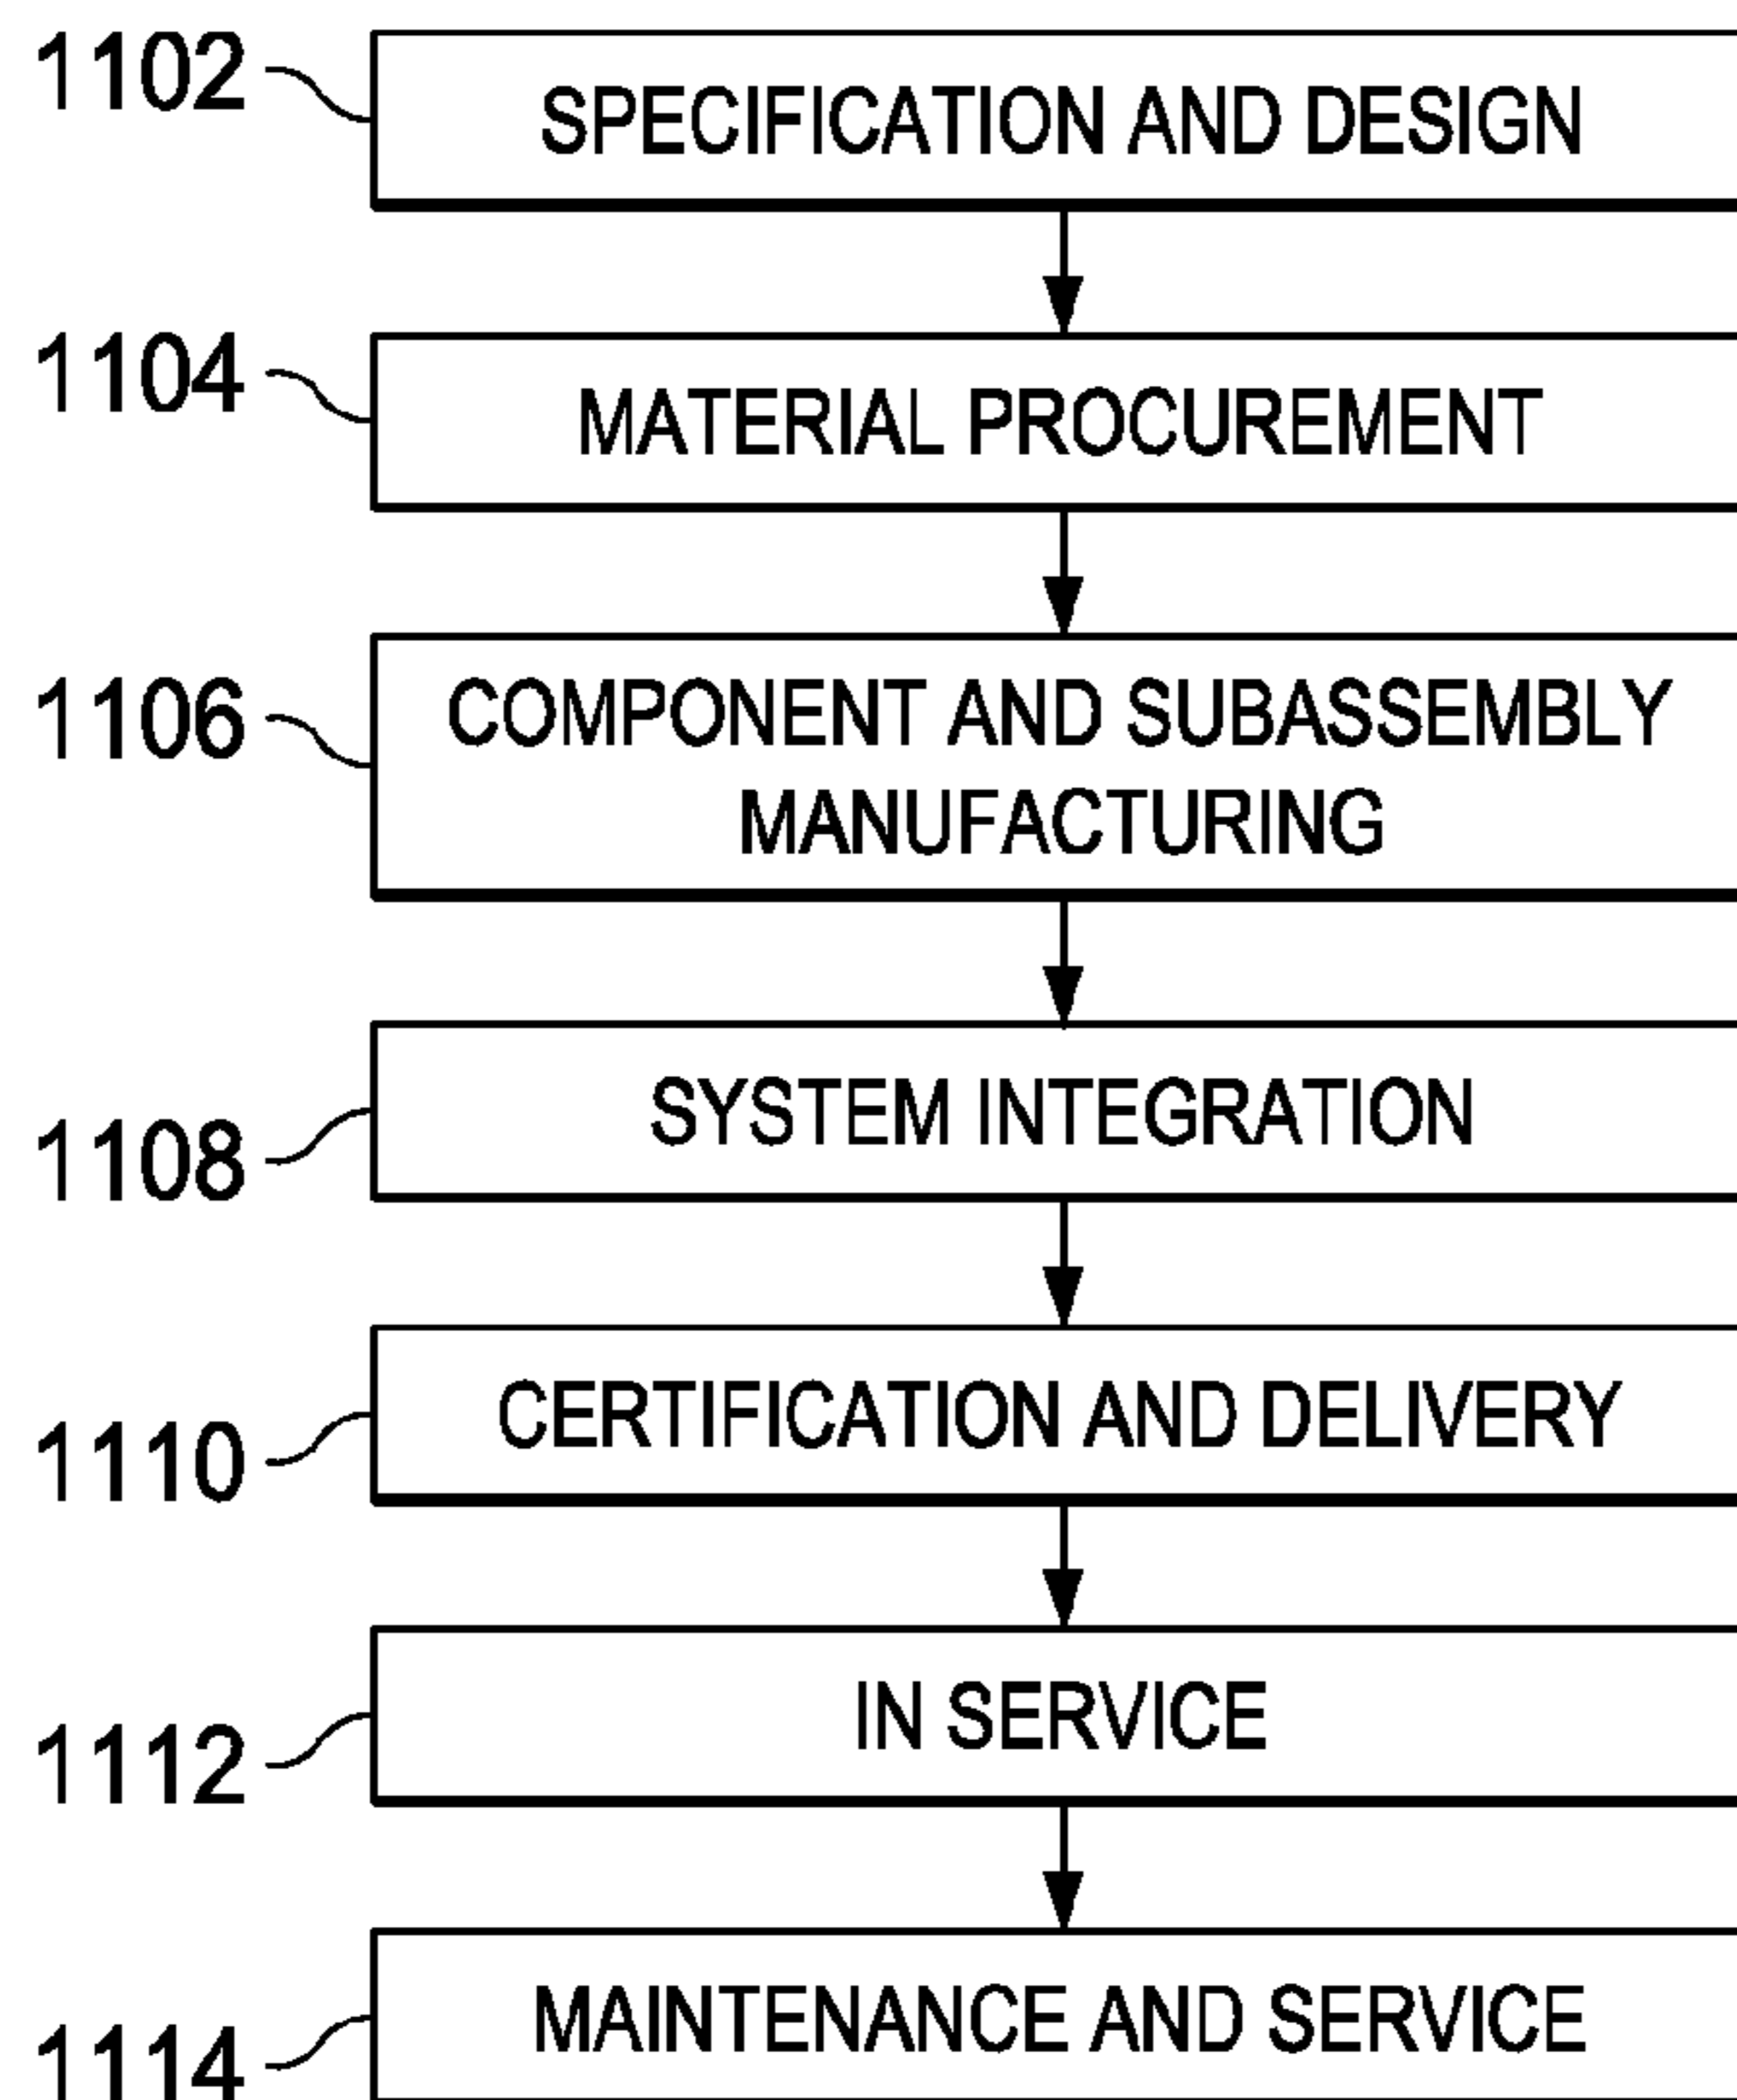 1102
SPECIFICATION AND DESIGN
1104
MATERIAL PROCUREMENT
1106
COMPONENT AND SUBASSEMBLY
MANUFACTURING
1108
SYSTEM INTEGRATION
1110
CERTIFICATION AND DELIVERY
1112
IN SERVICE
1114
MAINTENANCE AND SERVICE